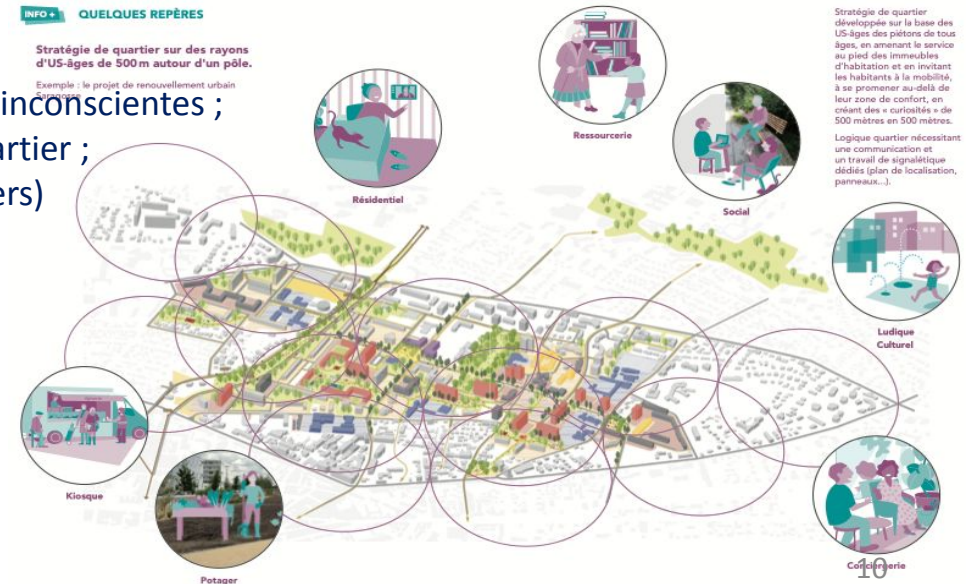 INFO + QUELQUES REPÈRES
Stratégie de quartier sur des rayons
d'US-âges de 500 m autour d'un pôle.
Exemple : le projet de renouvellement urbain
Saragosse
inconscientes ;
artier ;
ers)
Stratégie de quartier
développée sur la base des
US-âges des piétons de tous
âges, en amenant le service
au pied des immeubles
d'habitation et en invitant
les habitants à la mobilité,
à se promener au-delà de
leur zone de confort, en
créant des « curiosités » de
500 mètres en 500 mètres.
Logique quartier nécessitant
une communication et
un travail de signalétique
dédiés (plan de localisation,
panneaux...).
Résidentiel
Ressourcerie
Social
Ludique
Culturel
Kiosque
Potager
Conciergerie
10